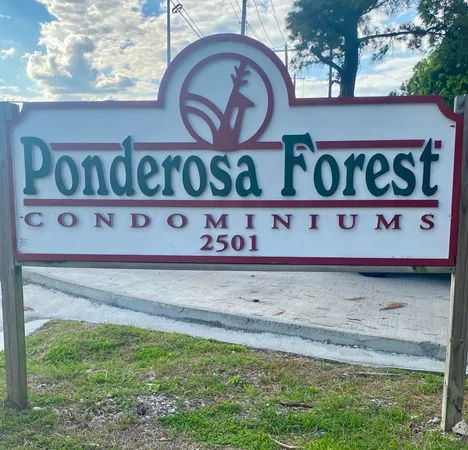 Ponderosa Forest
CONDOMINIUMS
2501